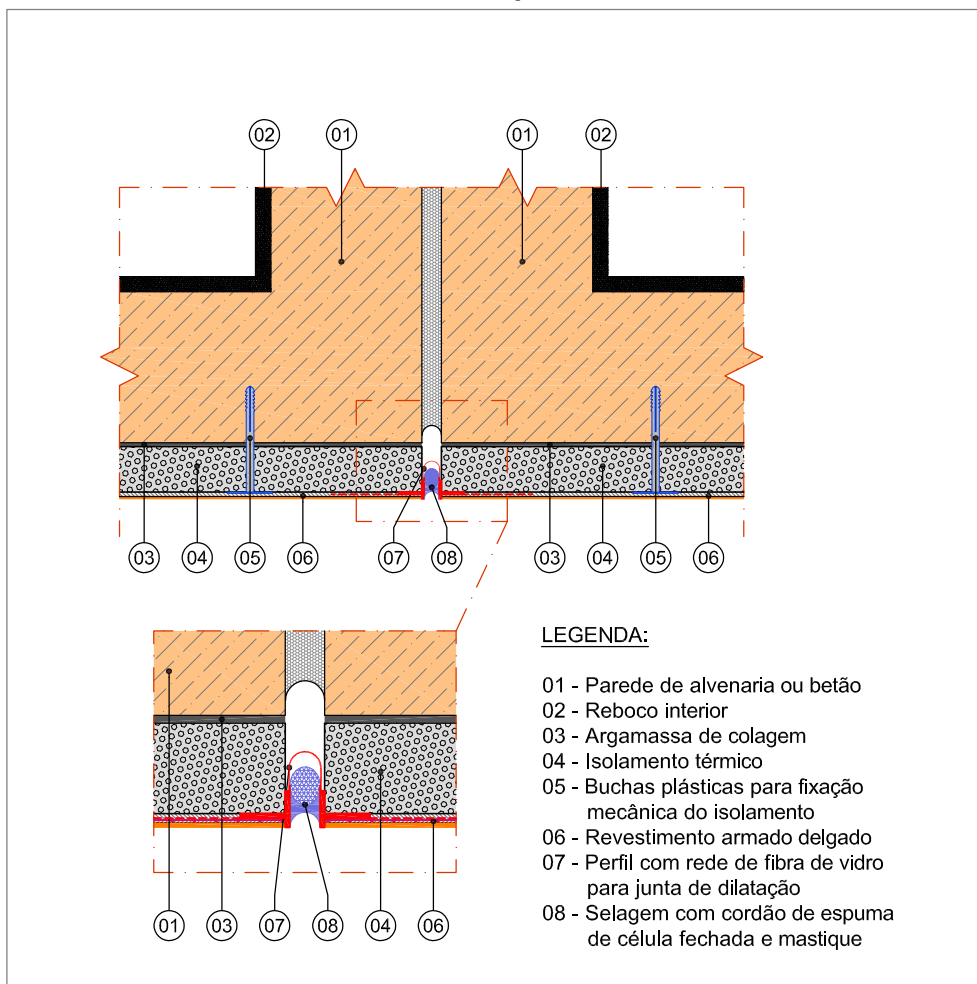 02 01 01 02
03 04 05 06 07 08 03 04 05 06
LEGENDA:
01 - Parede de alvenaria ou betão
02 - Reboco interior
03 - Argamassa de colagem
04 - Isolamento térmico
05 - Buchas plásticas para fixação
mecânica do isolamento
06 - Revestimento armado delgado
07 - Perfil com rede de fibra de vidro
para junta de dilatação
08 - Selagem com cordão de espuma
de célula fechada e mastique
01 03 07 08 04 06